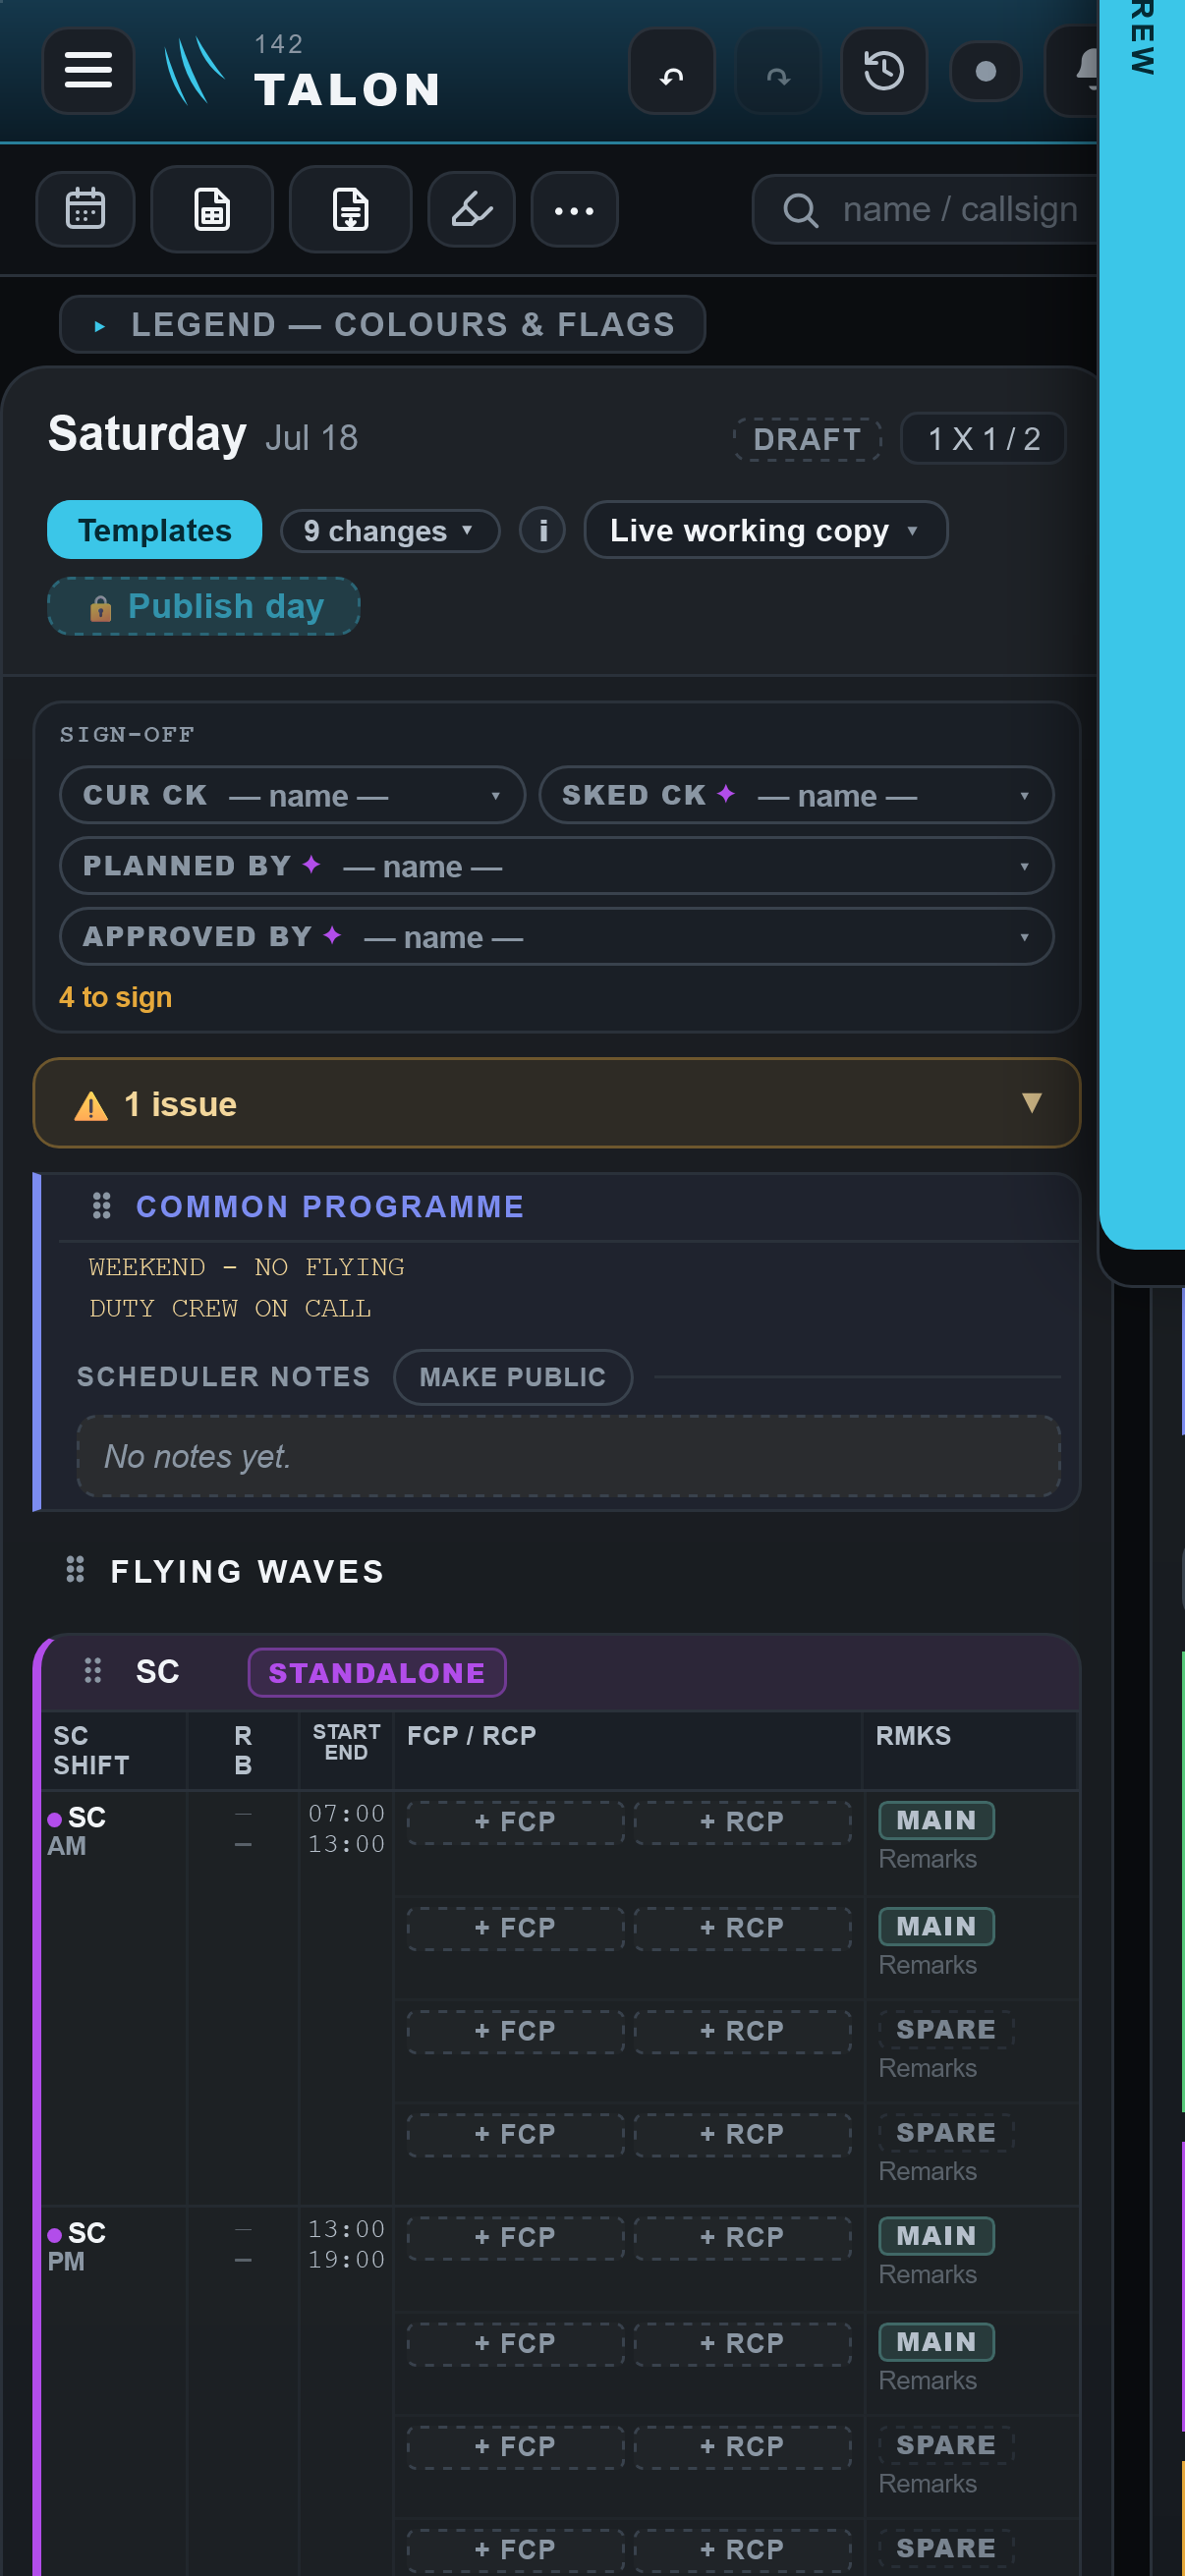 142
TALON
REW
name / callsign
▸ LEGEND — COLOURS & FLAGS
Saturday Jul 18 DRAFT 1 X 1 / 2
Templates 9 changes ▾ i Live working copy ▾
Publish day
SIGN-OFF
CUR CK — name — ▾ SKED CK ✦ — name — ▾
PLANNED BY ✦ — name — ▾
APPROVED BY ✦ — name — ▾
4 to sign
⚠️ 1 issue ▼
COMMON PROGRAMME
WEEKEND - NO FLYING
DUTY CREW ON CALL
SCHEDULER NOTES MAKE PUBLIC
No notes yet.
FLYING WAVES
SC STANDALONE
SC R START FCP / RCP RMKS
SHIFT B END
SC — 07:00 + FCP + RCP MAIN
AM — 13:00 Remarks
+ FCP + RCP MAIN
Remarks
+ FCP + RCP SPARE
Remarks
+ FCP + RCP SPARE
Remarks
SC — 13:00 + FCP + RCP MAIN
PM — 19:00 Remarks
+ FCP + RCP MAIN
Remarks
+ FCP + RCP SPARE
Remarks
+ FCP + RCP SPARE